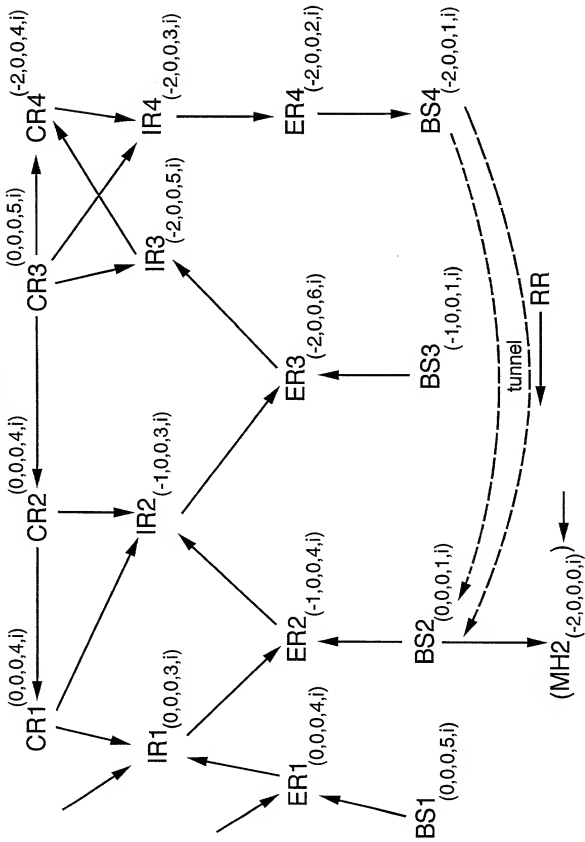 CR1(0,0,0,4,i)
CR2(0,0,0,4,i)
CR3(0,0,0,5,i)
CR4(-2,0,0,4,i)
IR1(0,0,0,3,i)
IR2(-1,0,0,3,i)
IR3(-2,0,0,5,i)
IR4(-2,0,0,3,i)
ER1(0,0,0,4,i)
ER2(-1,0,0,4,i)
ER3(-2,0,0,6,i)
ER4(-2,0,0,2,i)
BS1(0,0,0,5,i)
BS2(0,0,0,1,i)
BS3(-1,0,0,1,i)
BS4(-2,0,0,1,i)
tunnel
RR
(MH2(-2,0,0,0,i))